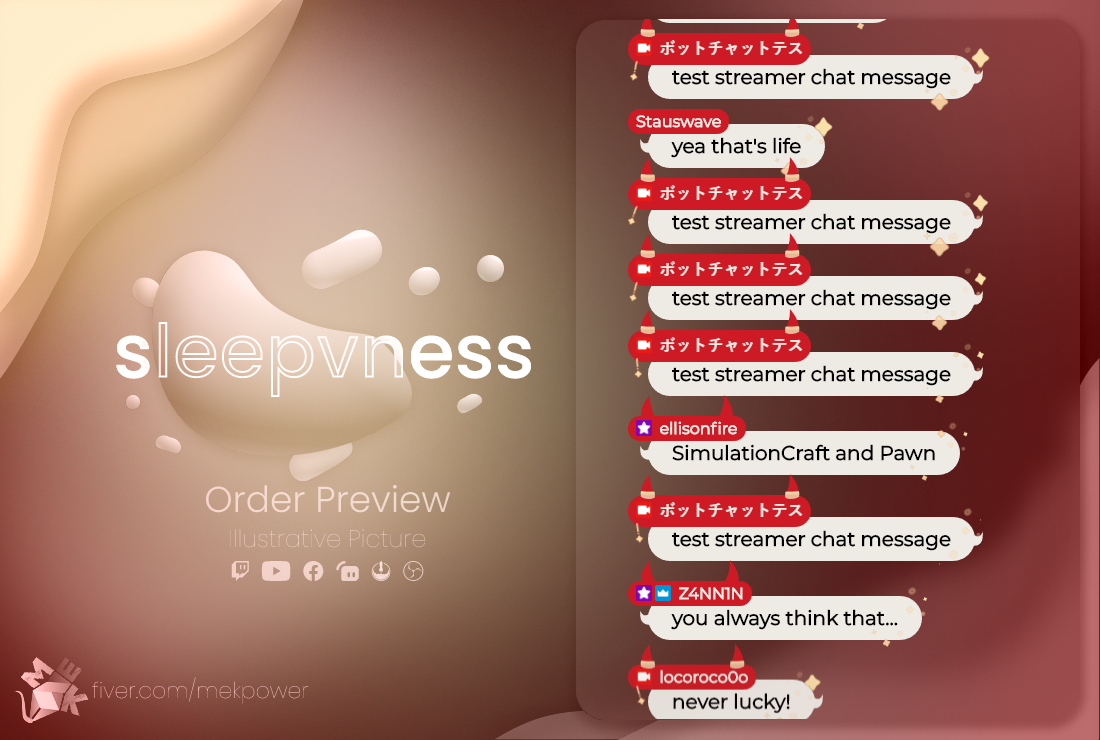 sleepvness
Order Preview
Illustrative Picture
MEK
fiver.com/mekpower
ボットチャットテス
test streamer chat message
Stauswave
yea that's life
ボットチャットテス
test streamer chat message
ボットチャットテス
test streamer chat message
ボットチャットテス
test streamer chat message
ellisonfire
SimulationCraft and Pawn
ボットチャットテス
test streamer chat message
Z4NN1N
you always think that...
locoroco0o
never lucky!